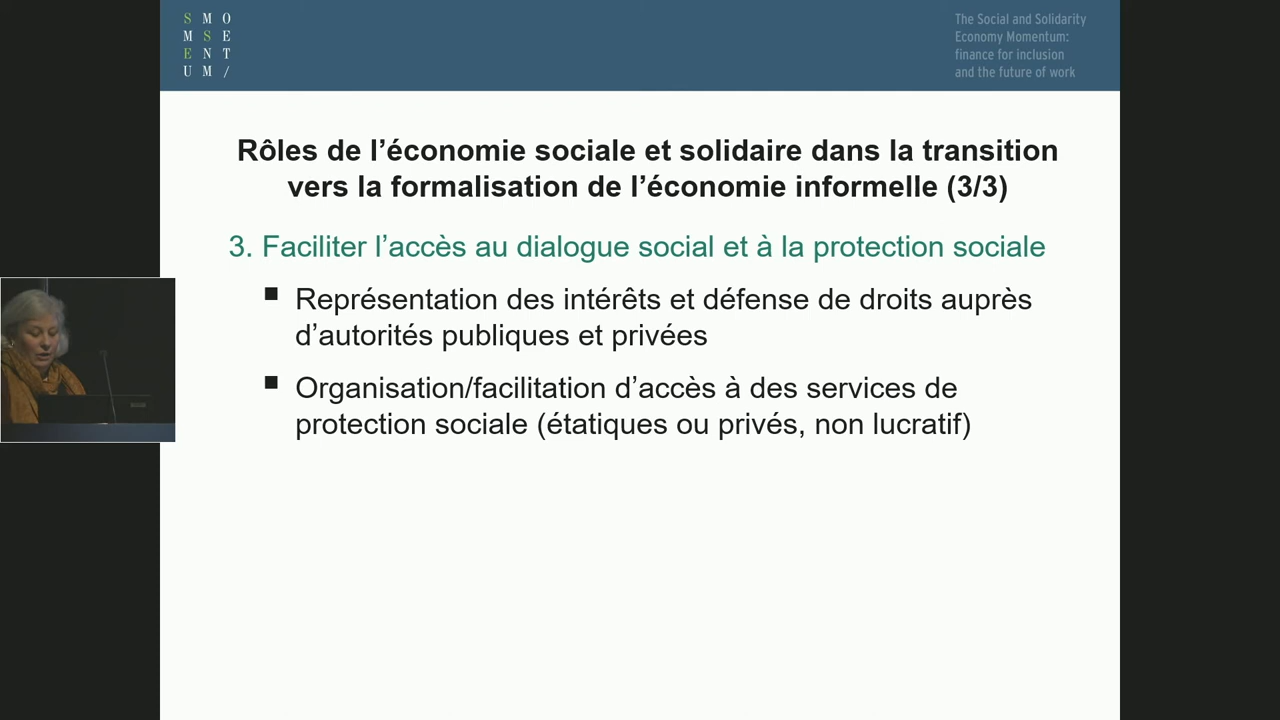 S M O
M S E
E N T
U M /
The Social and Solidarity
Economy Momentum:
finance for inclusion
and the future of work
Rôles de l’économie sociale et solidaire dans la transition
vers la formalisation de l’économie informelle (3/3)
3. Faciliter l’accès au dialogue social et à la protection sociale
▪ Représentation des intérêts et défense de droits auprès
d’autorités publiques et privées
▪ Organisation/facilitation d’accès à des services de
protection sociale (étatiques ou privés, non lucratif)